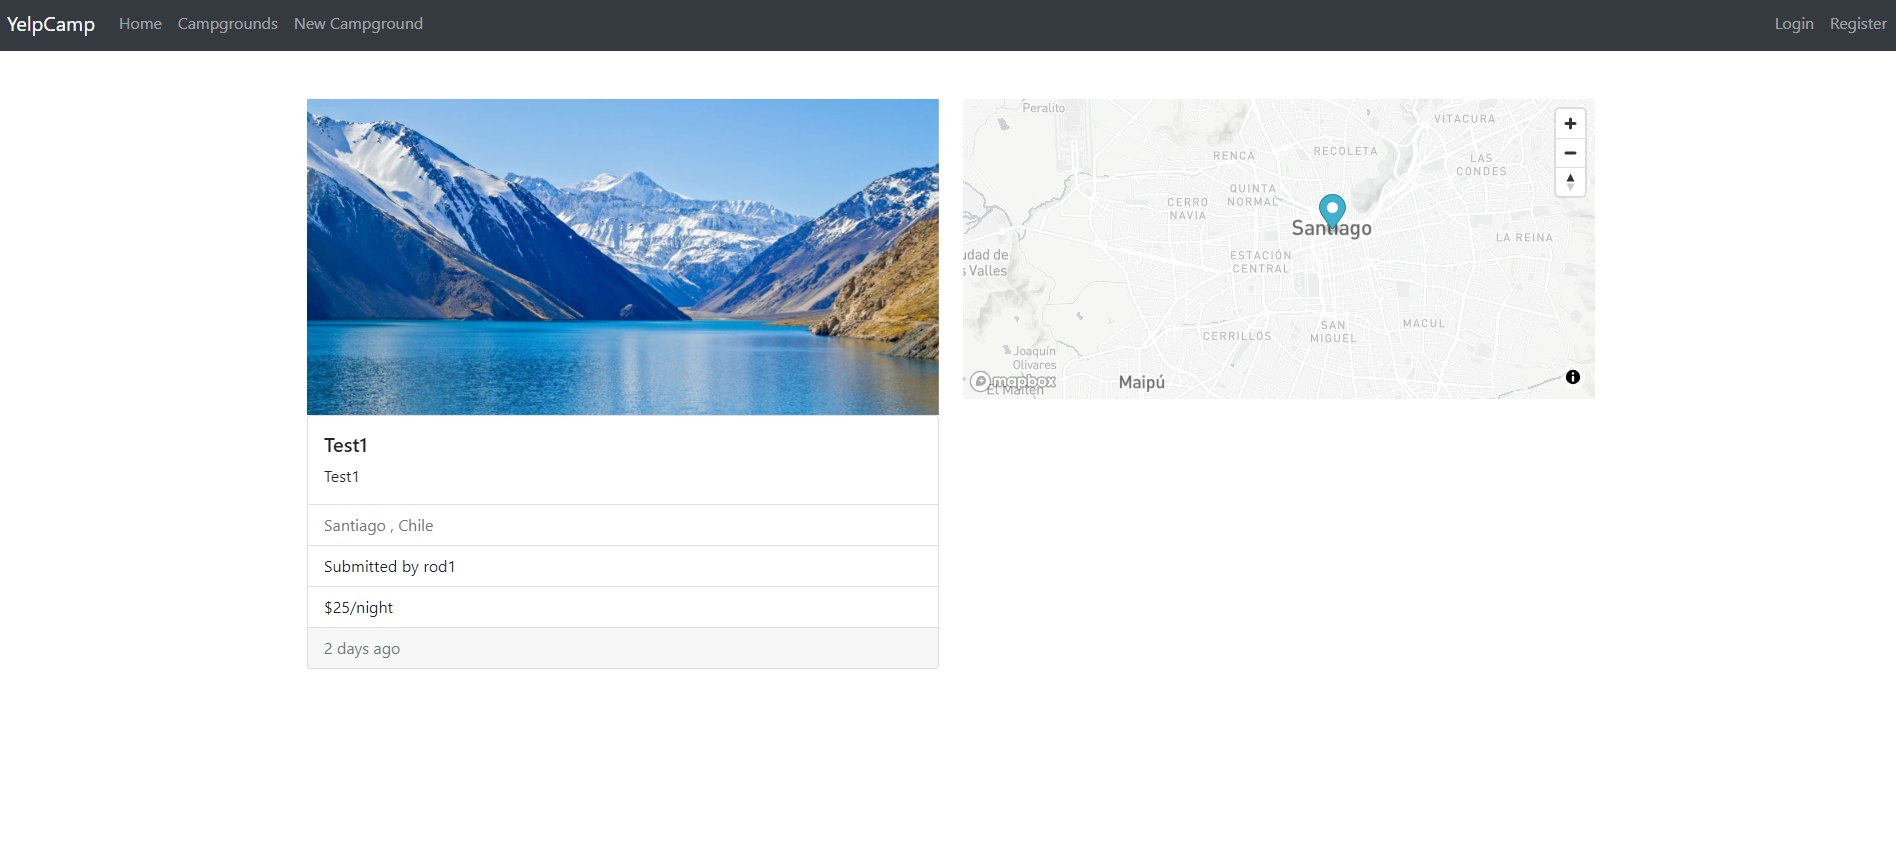 YelpCamp Home Campgrounds New Campground Login Register
Test1
Test1
Santiago , Chile
Submitted by rod1
$25/night
2 days ago
Peralito
VITACURA
RENCA
RECOLETA
LAS
CONDES
QUINTA
NORMAL
CERRO
NAVIA
Santiago
LA REINA
ESTACIÓN
CENTRAL
udad de
s Valles
CERRILLOS
SAN
MIGUEL
MACUL
Joaquín
Olivares
Maipú
mapbox
El Maitén